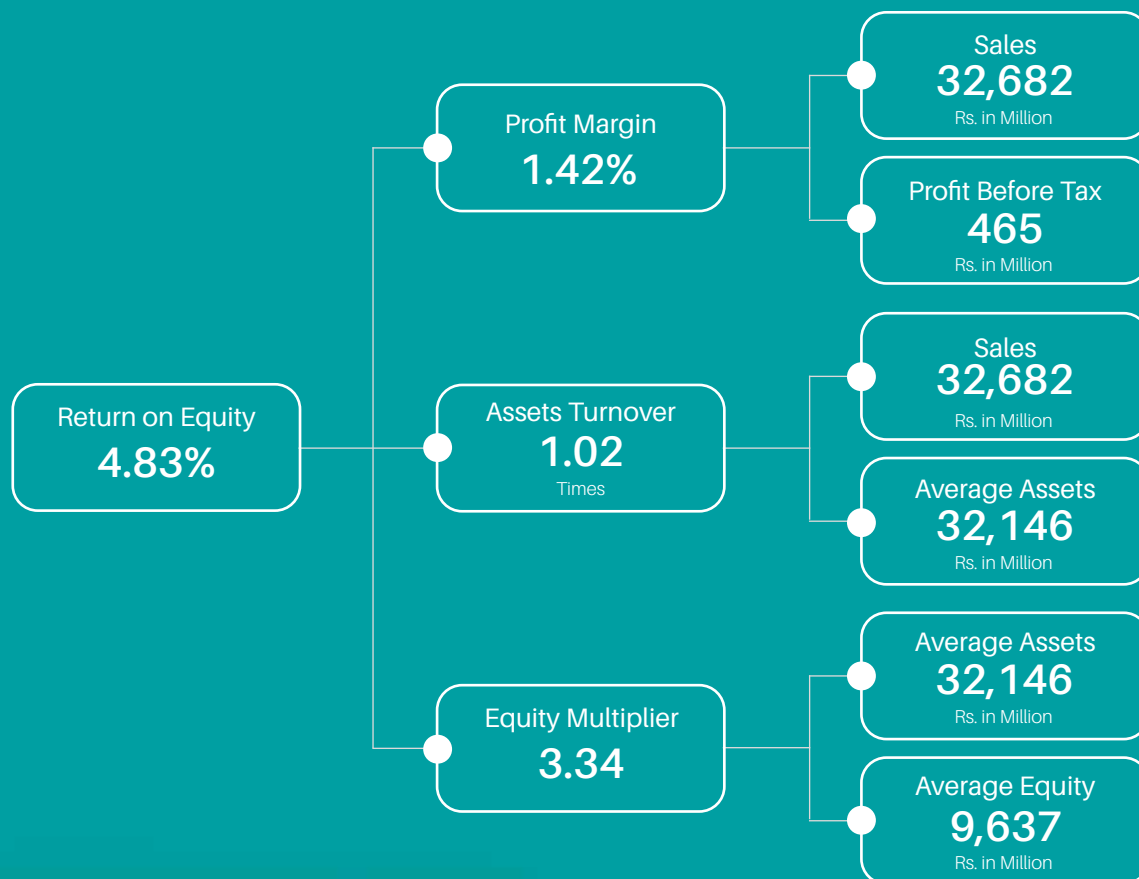 Return on Equity
4.83%
Profit Margin
1.42%
Sales
32,682
Rs. in Million
Profit Before Tax
465
Rs. in Million
Assets Turnover
1.02
Times
Sales
32,682
Rs. in Million
Average Assets
32,146
Rs. in Million
Equity Multiplier
3.34
Average Assets
32,146
Rs. in Million
Average Equity
9,637
Rs. in Million